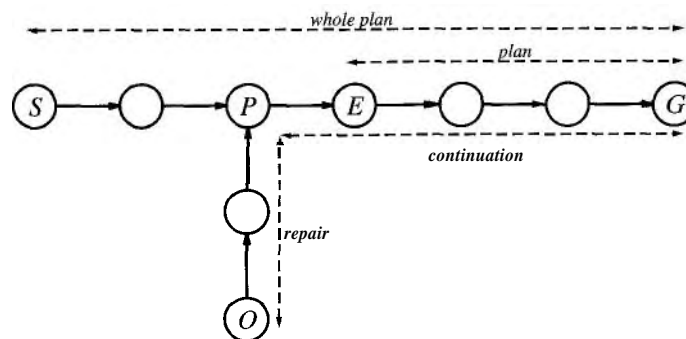 whole plan
plan
S P E G
continuation
repair
O